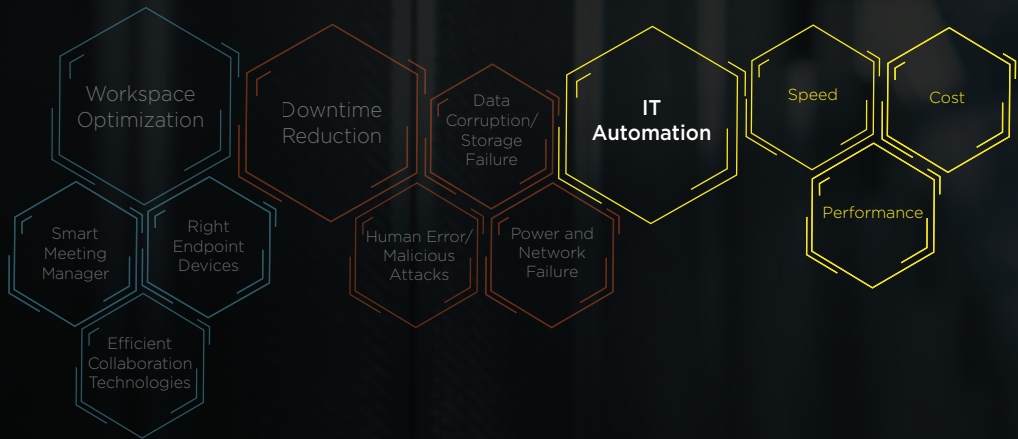 Workspace
Optimization
Smart
Meeting
Manager
Right
Endpoint
Devices
Efficient
Collaboration
Technologies
Downtime
Reduction
Data
Corruption/
Storage
Failure
Human Error/
Malicious
Attacks
Power and
Network
Failure
IT
Automation
Speed
Cost
Performance